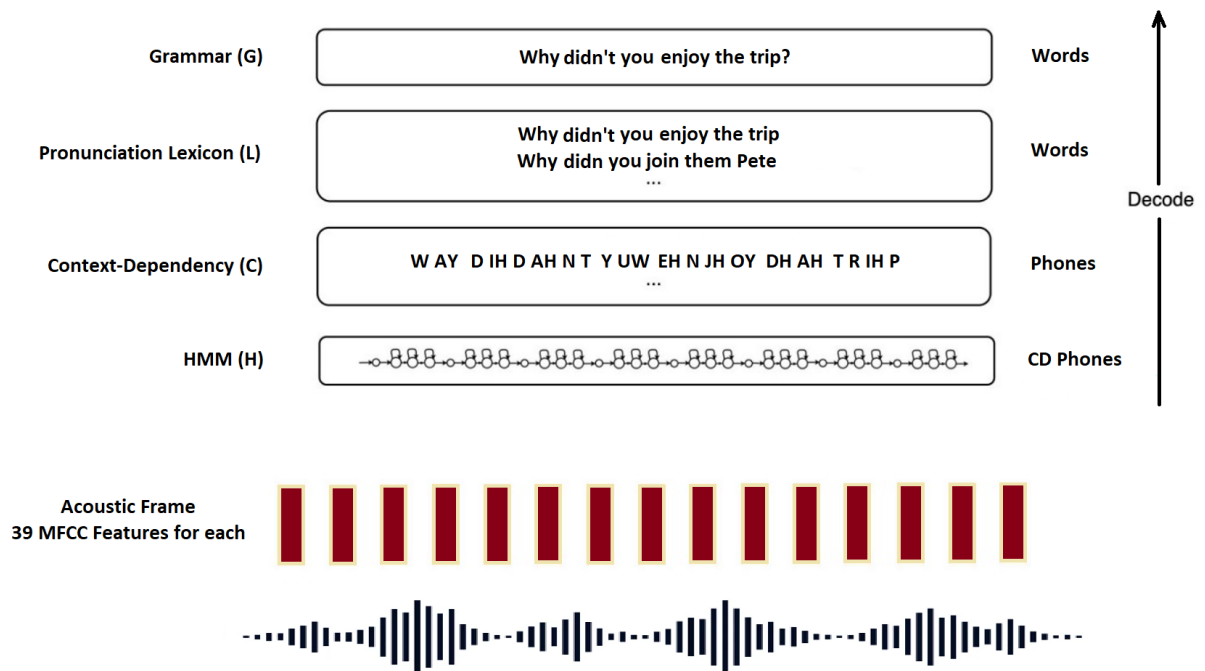 Grammar (G)
Why didn't you enjoy the trip?
Words
Pronunciation Lexicon (L)
Why didn't you enjoy the trip
Why didn you join them Pete
...
Words
Decode
Context-Dependency (C)
W AY D IH D AH N T Y UW EH N JH OY DH AH T R IH P
...
Phones
HMM (H)
CD Phones
Acoustic Frame
39 MFCC Features for each